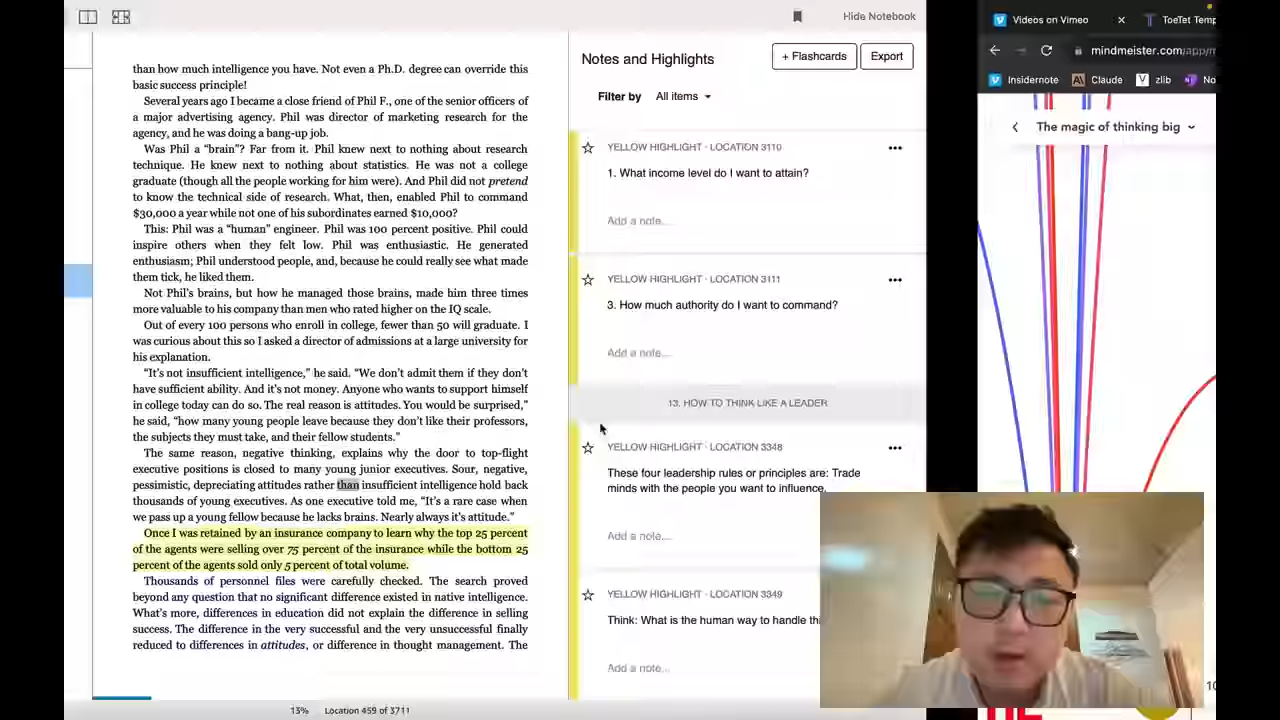 Hide Notebook
than how much intelligence you have. Not even a Ph.D. degree can override this
basic success principle!
Several years ago I became a close friend of Phil F., one of the senior officers of
a major advertising agency. Phil was director of marketing research for the
agency, and he was doing a bang-up job.
Was Phil a “brain”? Far from it. Phil knew next to nothing about research
technique. He knew next to nothing about statistics. He was not a college
graduate (though all the people working for him were). And Phil did not pretend
to know the technical side of research. What, then, enabled Phil to command
$30,000 a year while not one of his subordinates earned $10,000?
This: Phil was a “human” engineer. Phil was 100 percent positive. Phil could
inspire others when they felt low. Phil was enthusiastic. He generated
enthusiasm; Phil understood people, and, because he could really see what made
them tick, he liked them.
Not Phil’s brains, but how he managed those brains, made him three times
more valuable to his company than men who rated higher on the IQ scale.
Out of every 100 persons who enroll in college, fewer than 50 will graduate. I
was curious about this so I asked a director of admissions at a large university for
his explanation.
“It’s not insufficient intelligence,” he said. “We don’t admit them if they don’t
have sufficient ability. And it’s not money. Anyone who wants to support himself
in college today can do so. The real reason is attitudes. You would be surprised,”
he said, “how many young people leave because they don’t like their professors,
the subjects they must take, and their fellow students.”
The same reason, negative thinking, explains why the door to top-flight
executive positions is closed to many young junior executives. Sour, negative,
pessimistic, depreciating attitudes rather than insufficient intelligence hold back
thousands of young executives. As one executive told me, “It’s a rare case when
we pass up a young fellow because he lacks brains. Nearly always it’s attitude.”
Once I was retained by an insurance company to learn why the top 25 percent
of the agents were selling over 75 percent of the insurance while the bottom 25
percent of the agents sold only 5 percent of total volume.
Thousands of personnel files were carefully checked. The search proved
beyond any question that no significant difference existed in native intelligence.
What’s more, differences in education did not explain the difference in selling
success. The difference in the very successful and the very unsuccessful finally
reduced to differences in attitudes, or difference in thought management. The
13% Location 459 of 3711
Notes and Highlights
+ Flashcards
Export
Filter by All items
YELLOW HIGHLIGHT · LOCATION 3110
1. What income level do I want to attain?
Add a note...
YELLOW HIGHLIGHT · LOCATION 3111
3. How much authority do I want to command?
Add a note...
13. HOW TO THINK LIKE A LEADER
YELLOW HIGHLIGHT · LOCATION 3348
These four leadership rules or principles are: Trade
minds with the people you want to influence.
Add a note...
YELLOW HIGHLIGHT · LOCATION 3349
Think: What is the human way to handle
Add a note...
Videos on Vimeo
ToeTet Temp
mindmeister.com/app/m
Insidernote
Claude
zlib
No
The magic of thinking big